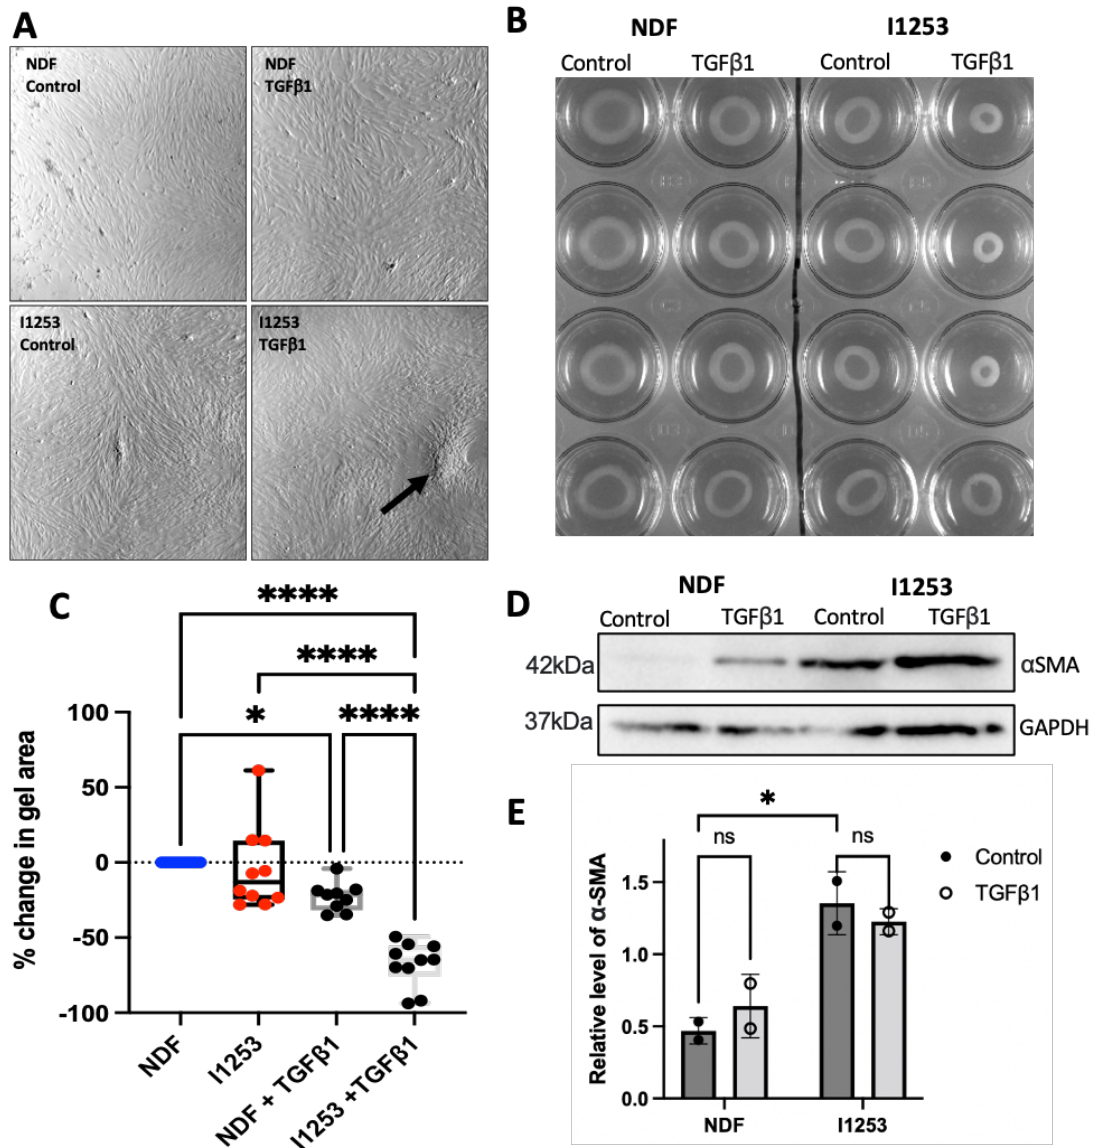 A
NDF
Control
NDF
TGFβ1
I1253
Control
I1253
TGFβ1
B
NDF I1253
Control TGFβ1 Control TGFβ1
C
****
****
* ****
% change in gel area
100
50
0
-50
-100
NDF
I1253
NDF + TGFβ1
I1253 +TGFβ1
D
NDF I1253
Control TGFβ1 Control TGFβ1
42kDa αSMA
37kDa GAPDH
E
*
ns ns
Control
TGFβ1
Relative level of α-SMA
1.5
1.0
0.5
0.0
NDF I1253